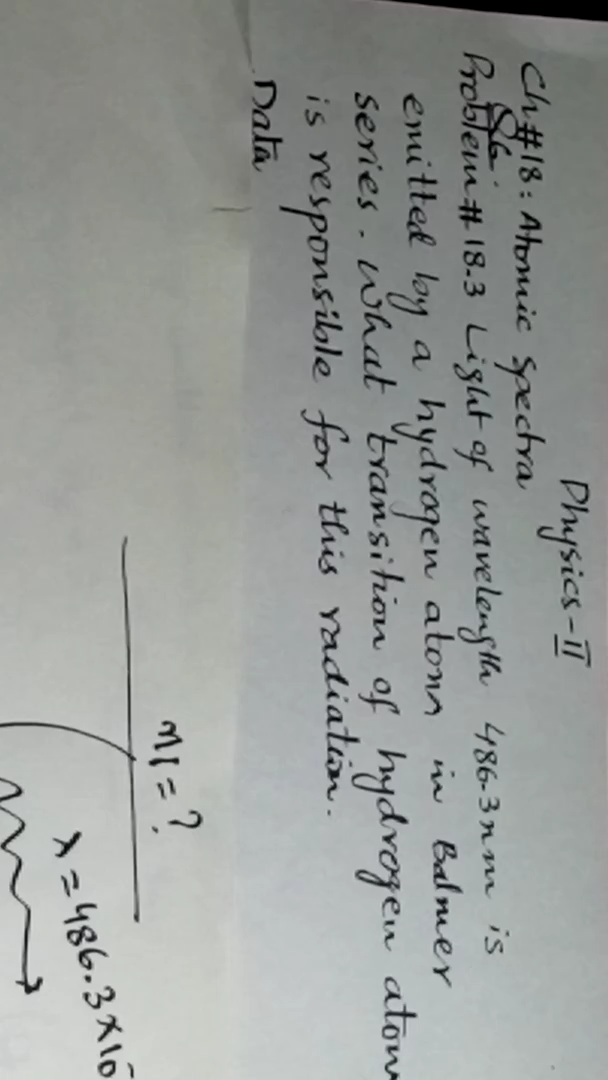 Physics-II
Ch#18: Atomic Spectra
Problem# 18.3 Light of wavelength 486.3nm is
emitted by a hydrogen atom in Balmer
series. What transition of hydrogen atom
is responsible for this radiation.
Data
n1=?
λ=486.3×10-